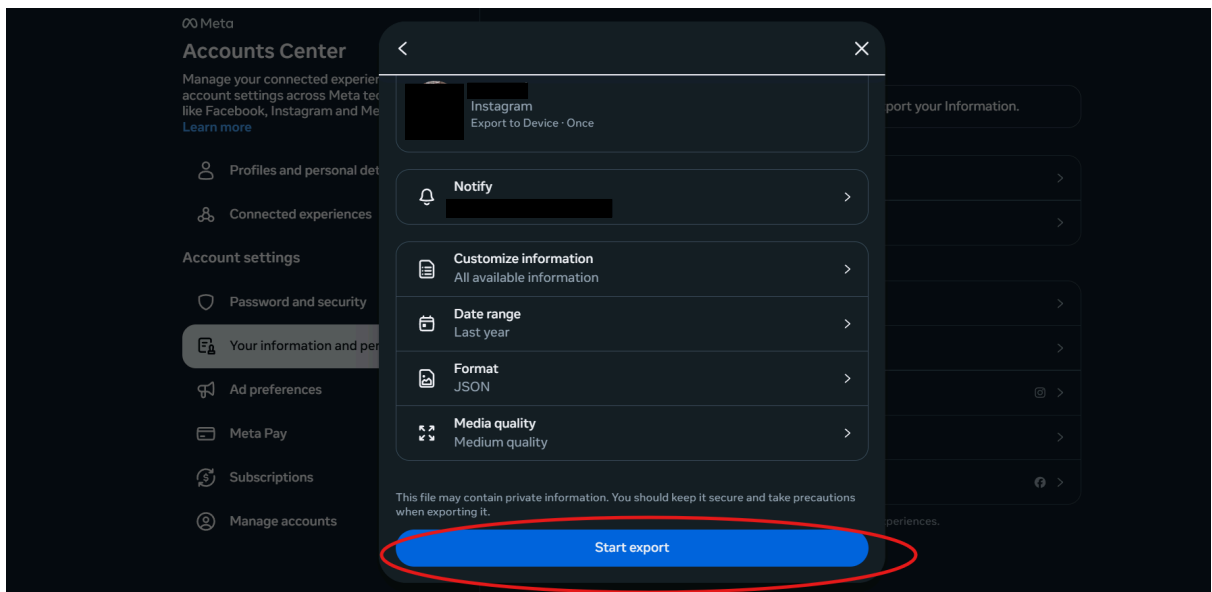 Meta
Accounts Center
Manage your connected experien
account settings across Meta tec
like Facebook, Instagram and Me
Learn more
Profiles and personal det
Connected experiences
Account settings
Password and security
Your information and per
Ad preferences
Meta Pay
Subscriptions
Manage accounts
Instagram
Export to Device · Once
Notify
Customize information
All available information
Date range
Last year
Format
JSON
Media quality
Medium quality
This file may contain private information. You should keep it secure and take precautions
when exporting it.
Start export
port your Information.
periences.